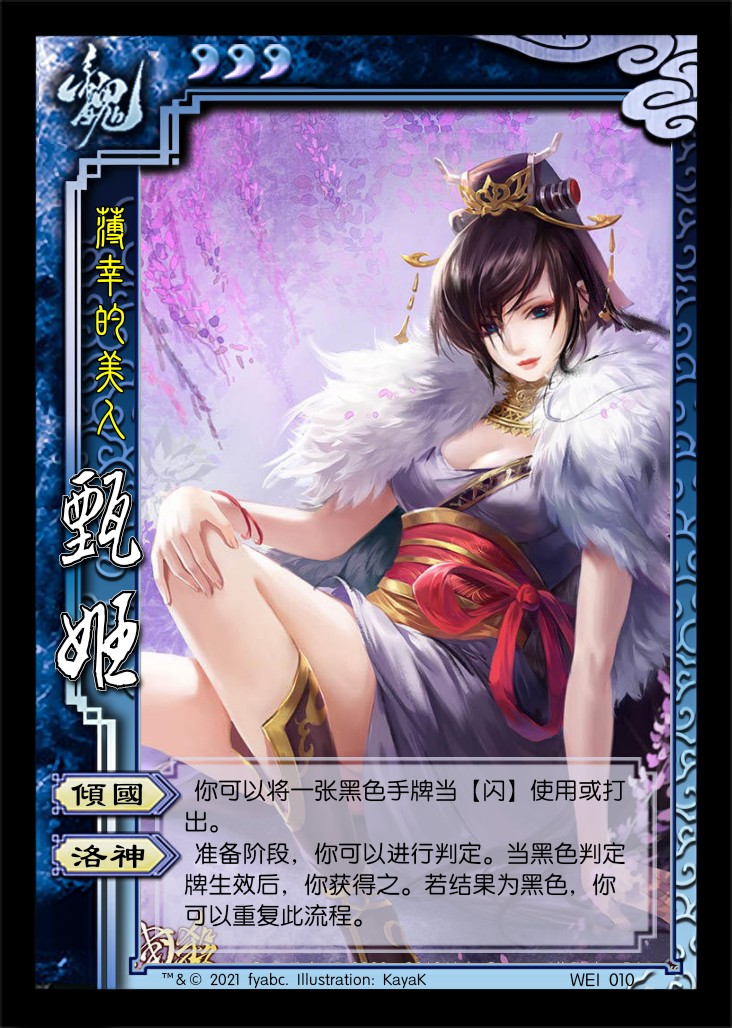 魏
薄幸的美人
甄姬
傾國
你可以将一张黑色手牌当【闪】使用或打
出。
洛神
准备阶段，你可以进行判定。当黑色判定
牌生效后，你获得之。若结果为黑色，你
可以重复此流程。
™&© 2021 fyabc. Illustration: KayaK
WEI 010